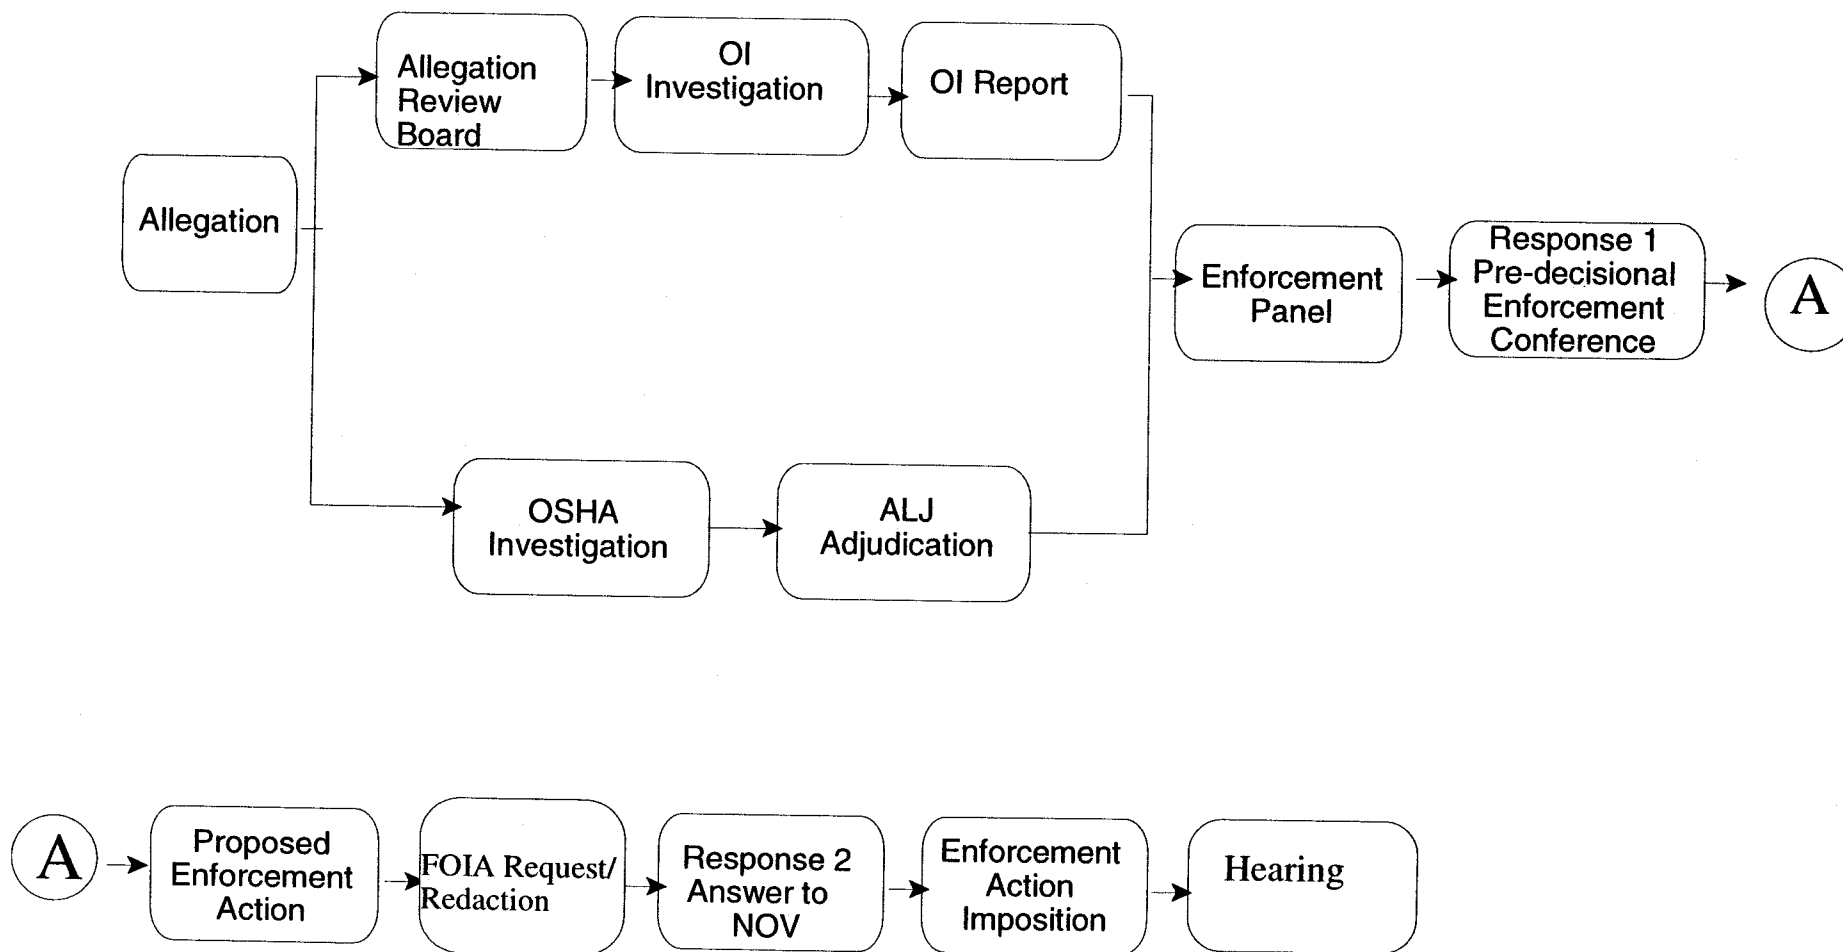 Allegation
Allegation
Review
Board
OI
Investigation
OI Report
OSHA
Investigation
ALJ
Adjudication
Enforcement
Panel
Response 1
Pre-decisional
Enforcement
Conference
A
A
Proposed
Enforcement
Action
FOIA Request/
Redaction
Response 2
Answer to
NOV
Enforcement
Action
Imposition
Hearing